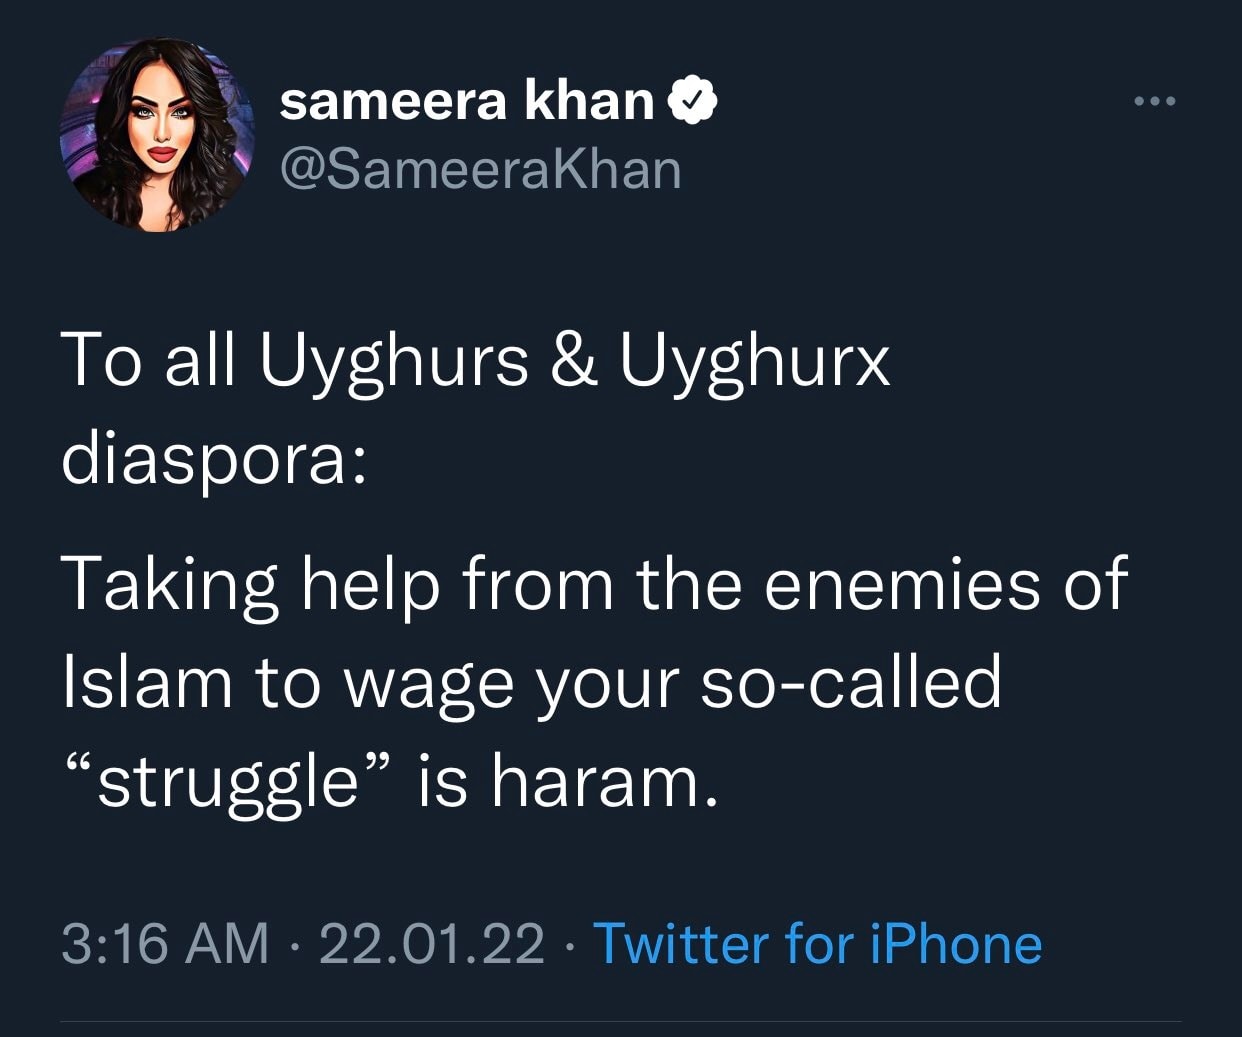 sameera khan
@SameeraKhan
To all Uyghurs & Uyghurx
diaspora:
Taking help from the enemies of
Islam to wage your so-called
“struggle” is haram.
3:16 AM · 22.01.22 · Twitter for iPhone